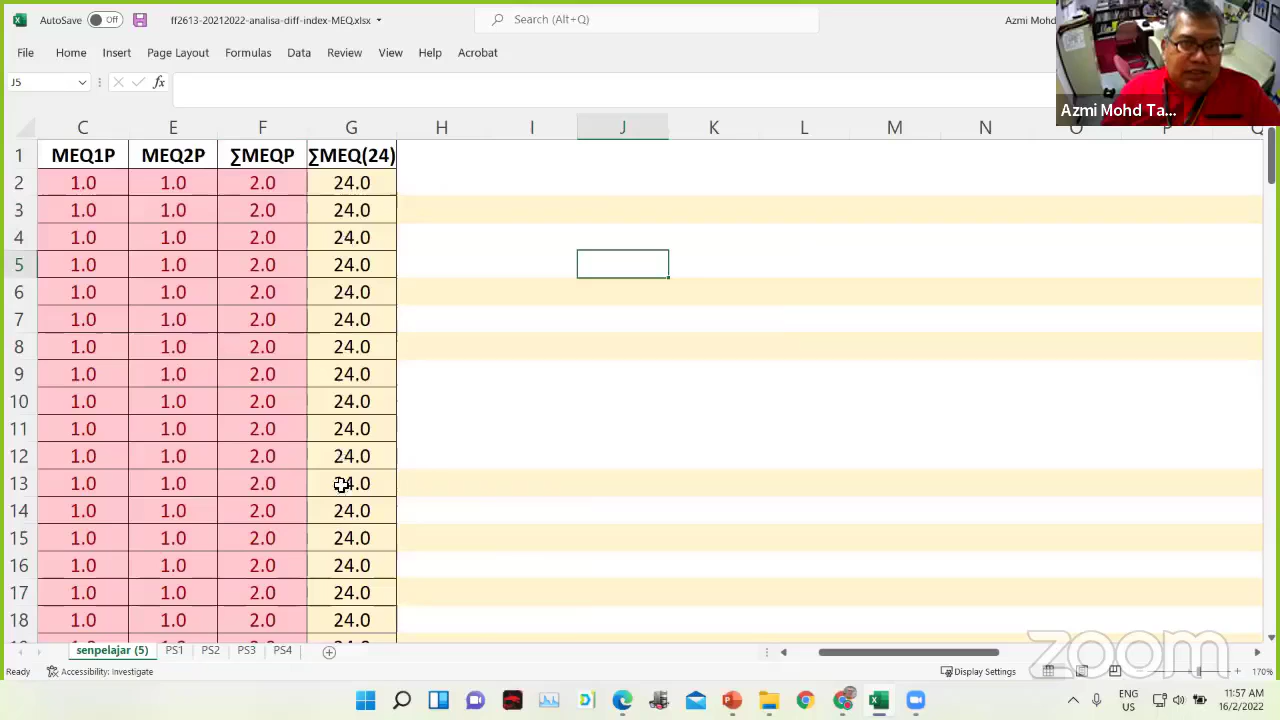 AutoSave Off ff2613-20212022-analisa-diff-index-MEQ.xlsx Search (Alt+Q) Azmi Mohd
File Home Insert Page Layout Formulas Data Review View Help Acrobat
J5 fx
Azmi Mohd Ta...
C E F G H I J K L M N O P Q
1 MEQ1P MEQ2P ∑MEQP ∑MEQ(24)
2 1.0 1.0 2.0 24.0
3 1.0 1.0 2.0 24.0
4 1.0 1.0 2.0 24.0
5 1.0 1.0 2.0 24.0
6 1.0 1.0 2.0 24.0
7 1.0 1.0 2.0 24.0
8 1.0 1.0 2.0 24.0
9 1.0 1.0 2.0 24.0
10 1.0 1.0 2.0 24.0
11 1.0 1.0 2.0 24.0
12 1.0 1.0 2.0 24.0
13 1.0 1.0 2.0 24.0
14 1.0 1.0 2.0 24.0
15 1.0 1.0 2.0 24.0
16 1.0 1.0 2.0 24.0
17 1.0 1.0 2.0 24.0
18 1.0 1.0 2.0 24.0
senpelajar (5) PS1 PS2 PS3 PS4
zoom
Ready Accessibility: Investigate Display Settings 170%
ENG 11:57 AM
US 16/2/2022